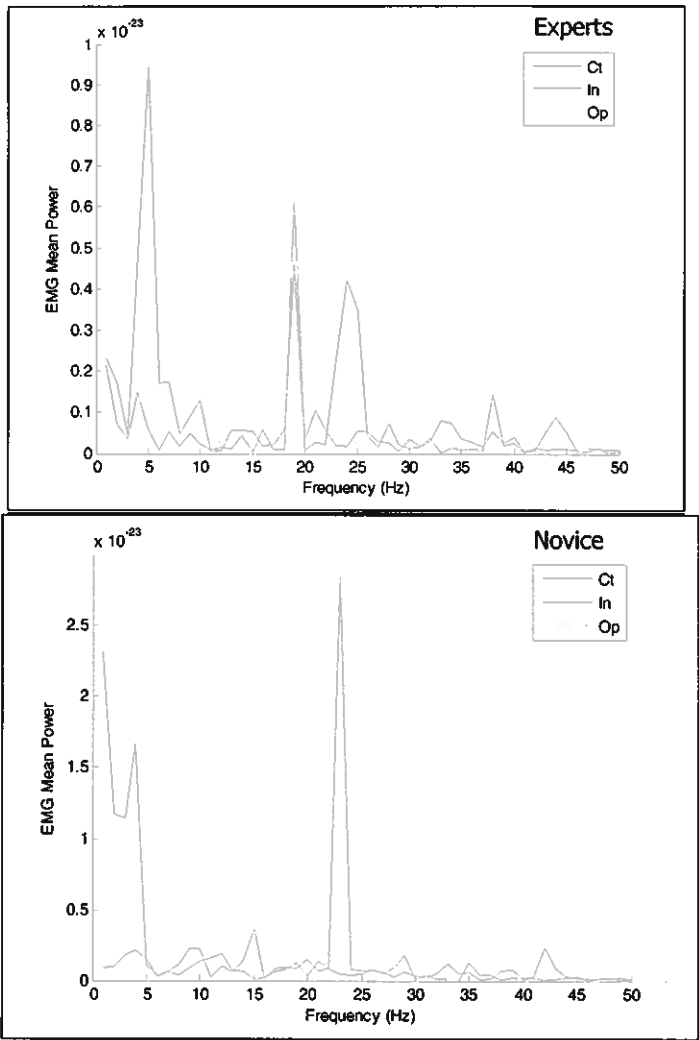 x 10-23
Experts
Ct
In
Op
1
0.9
0.8
0.7
0.6
0.5
0.4
0.3
0.2
0.1
0
EMG Mean Power
0 5 10 15 20 25 30 35 40 45 50
Frequency (Hz)
x 10-23
Novice
Ct
In
Op
2.5
2
1.5
1
0.5
0
EMG Mean Power
0 5 10 15 20 25 30 35 40 45 50
Frequency (Hz)